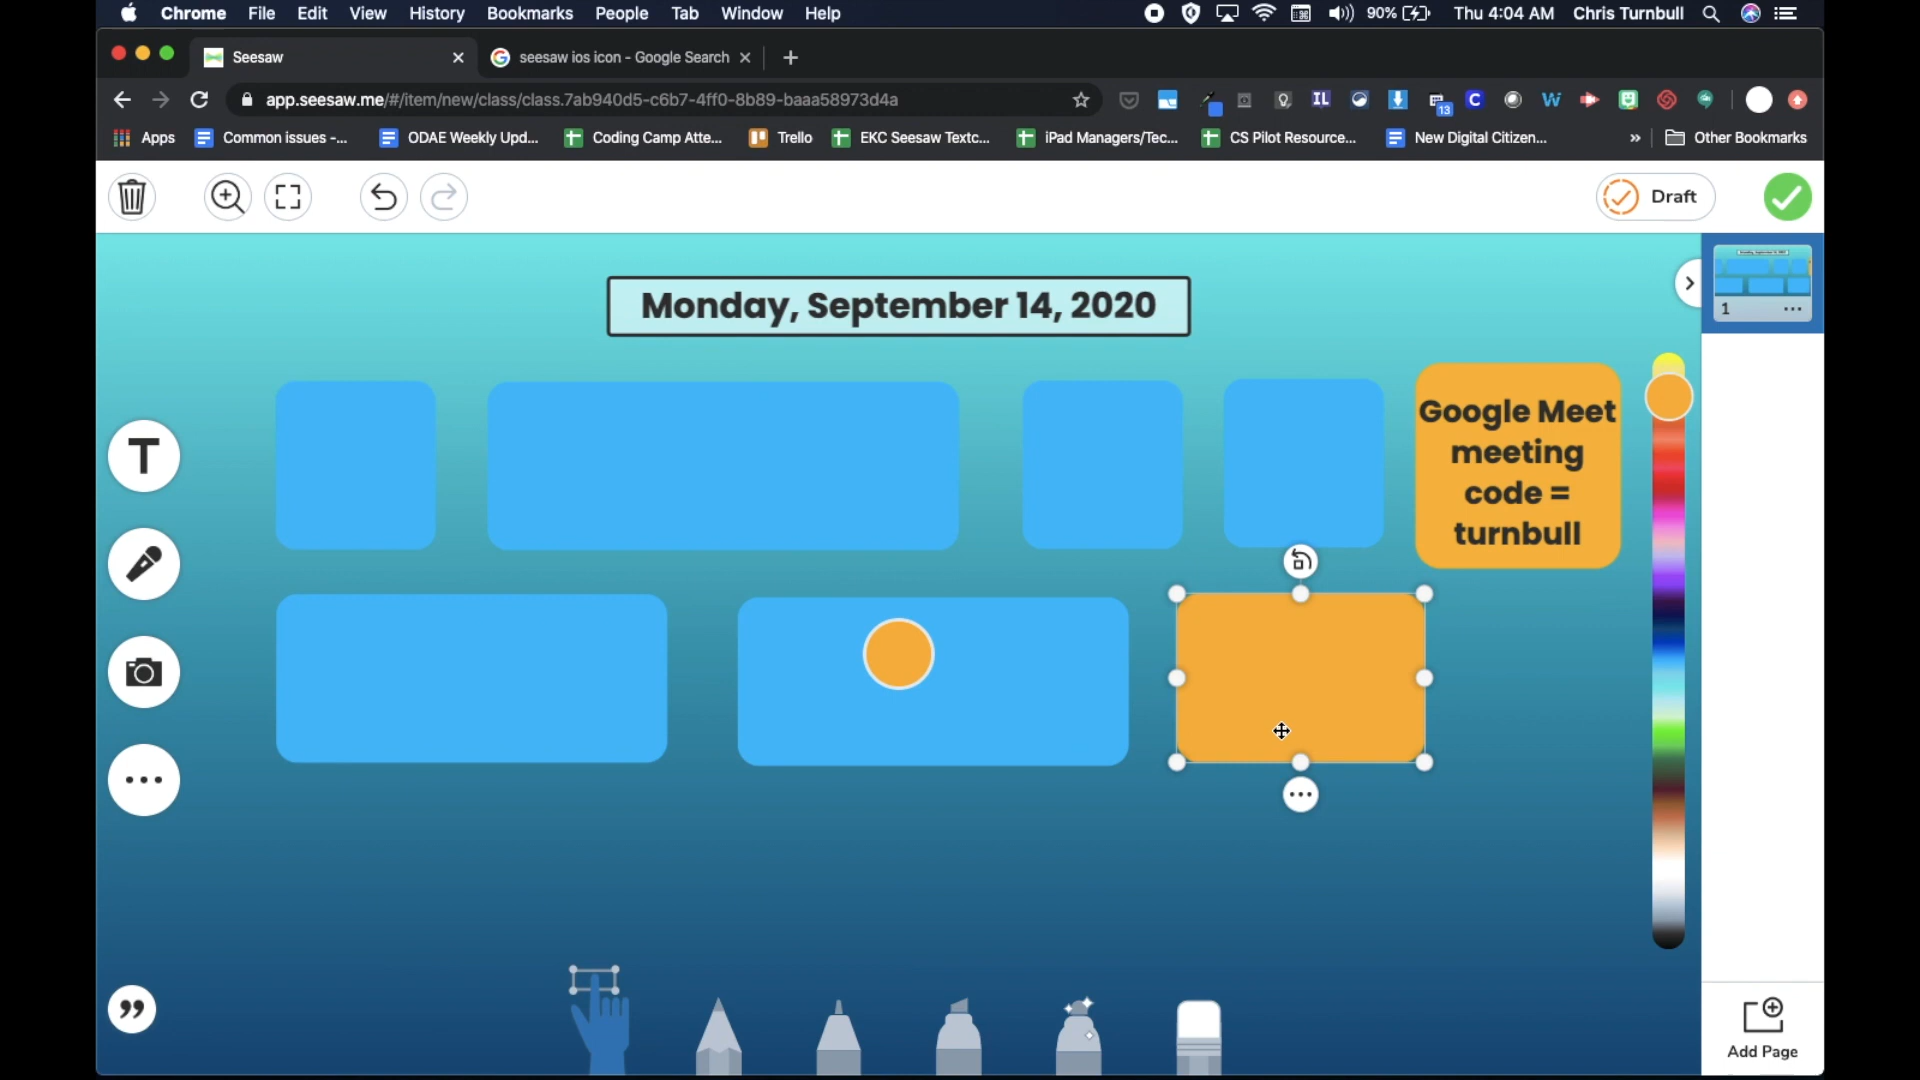 Chrome File Edit View History Bookmarks People Tab Window Help 90% Thu 4:04 AM Chris Turnbull
Seesaw seesaw ios icon - Google Search
app.seesaw.me/#/item/new/class/class.7ab940d5-c6b7-4ff0-8b89-baaa58973d4a IL 13 C W
Apps Common issues -... ODAE Weekly Upd... Coding Camp Atte... Trello EKC Seesaw Textc... iPad Managers/Tec... CS Pilot Resource... New Digital Citizen... » Other Bookmarks
Draft
Monday, September 14, 2020
1
Google Meet
meeting
code =
turnbull
T
Add Page